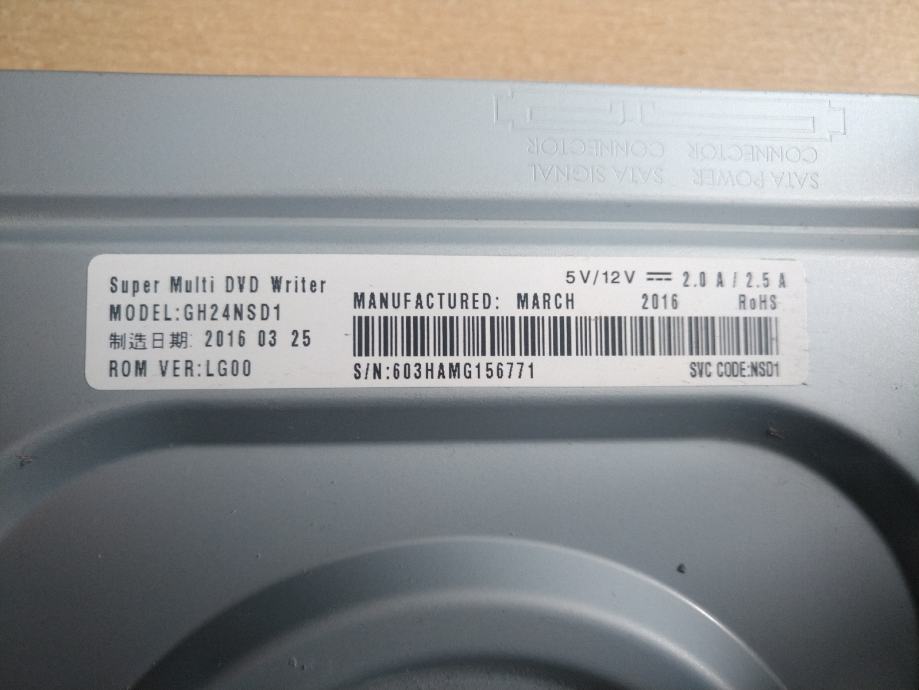 SATA POWER CONNECTOR
SATA SIGNAL CONNECTOR
Super Multi DVD Writer
5V/12V ⎓ 2.0 A / 2.5 A
MODEL:GH24NSD1
MANUFACTURED: MARCH 2016 RoHS
制造日期: 2016 03 25
ROM VER:LG00
S/N:603HAMG156771
SVC CODE:NSD1